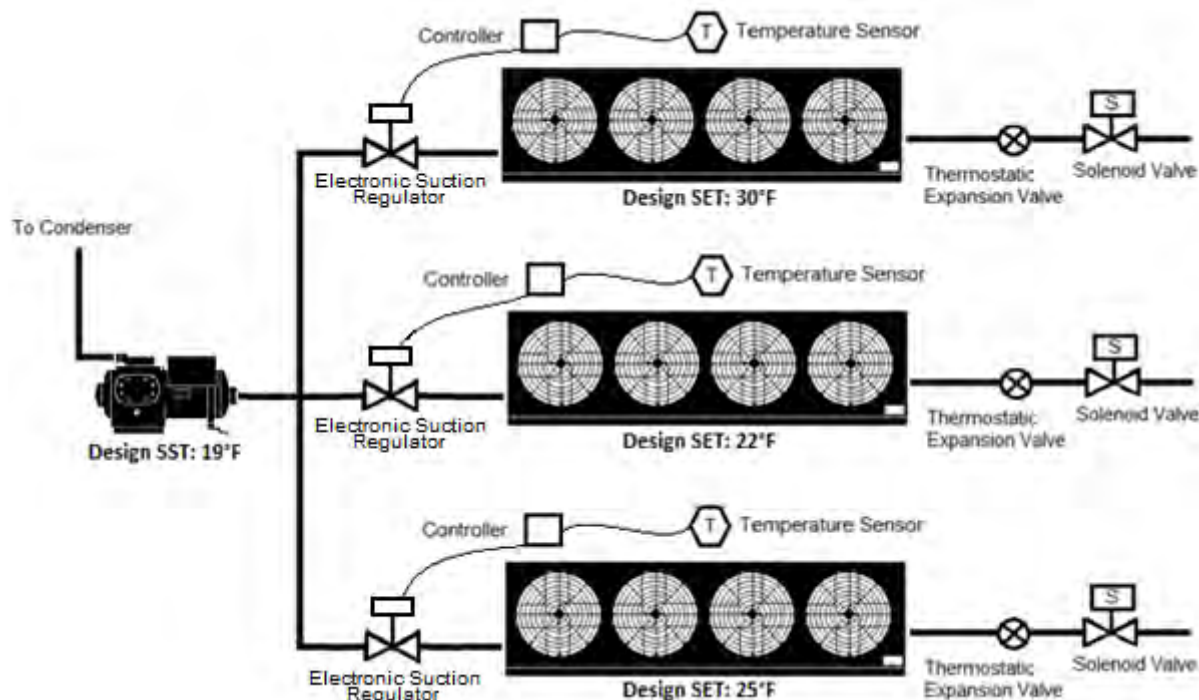 Controller
T
Temperature Sensor
S
Electronic Suction
Regulator
Design SET: 30°F
Thermostatic
Expansion Valve
Solenoid Valve
To Condenser
Controller
T
Temperature Sensor
S
Design SST: 19°F
Electronic Suction
Regulator
Design SET: 22°F
Thermostatic
Expansion Valve
Solenoid Valve
Controller
T
Temperature Sensor
S
Electronic Suction
Regulator
Design SET: 25°F
Thermostatic
Expansion Valve
Solenoid Valve